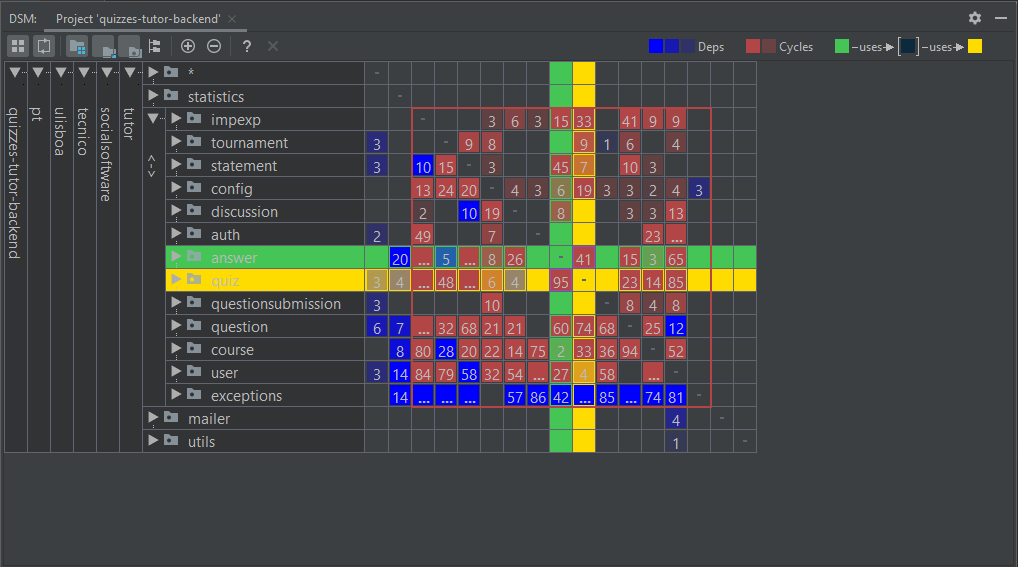 DSM: Project 'quizzes-tutor-backend' ×
? × Deps Cycles –uses→ [ ] –uses→
quizzes-tutor-backend
pt
ulisboa
tecnico
socialsoftware
tutor
<->
* -
statistics -
impexp - 3 6 3 15 33 41 9 9
tournament 3 - 9 8 9 1 6 4
statement 3 10 15 - 3 45 7 10 3
config 13 24 20 - 4 3 6 19 3 3 2 4 3
discussion 2 10 19 - 8 3 3 13
auth 2 49 7 - 23 ...
answer 20 ... 5 ... 8 26 - 41 15 3 65
quiz 3 4 ... 48 ... 6 4 95 - 23 14 85
questionsubmission 3 10 - 8 4 8
question 6 7 ... 32 68 21 21 60 74 68 - 25 12
course 8 80 28 20 22 14 75 2 33 36 94 - 52
user 3 14 84 79 58 32 54 ... 27 4 58 ... -
exceptions 14 ... ... ... 57 86 42 ... 85 ... 74 81 -
mailer 4 -
utils 1 -